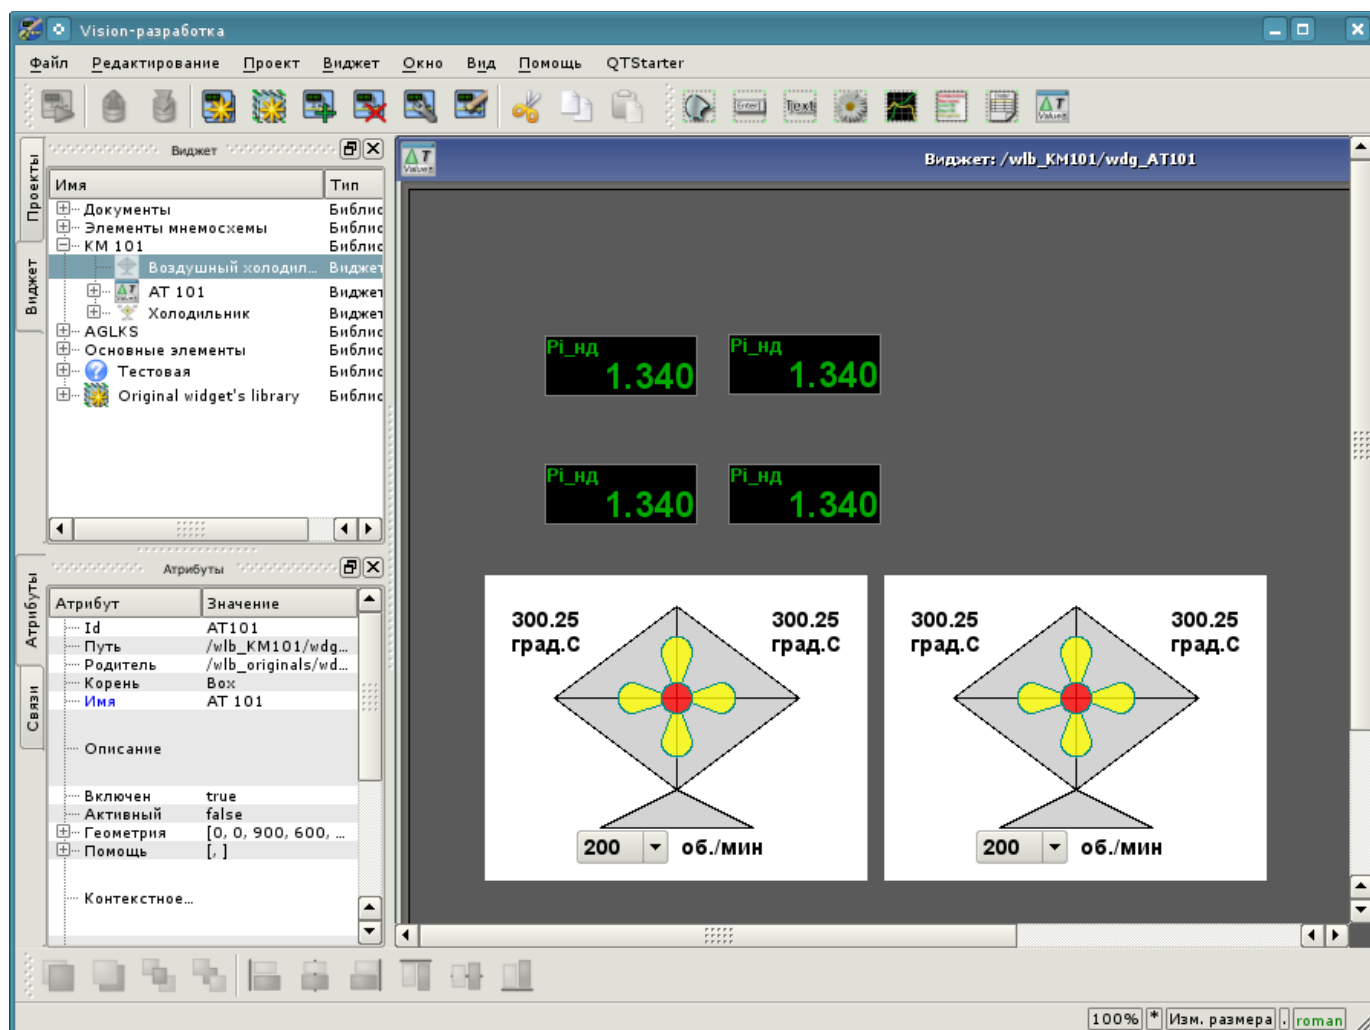 Vision-разработка
Файл Редактирование Проект Виджет Окно Вид Помощь QTStarter
Виджет
Проекты
Виджет
Имя Тип
Документы Библис
Элементы мнемосхемы Библис
КМ 101 Библис
Воздушный холодил... Виджет
АТ 101 Виджет
Холодильник Виджет
AGLKS Библис
Основные элементы Библис
Тестовая Библис
Original widget's library Библис
Атрибуты
Атрибуты
Связи
Атрибут Значение
Id AT101
Путь /wlb_KM101/wdg...
Родитель /wlb_originals/wd...
Корень Box
Имя АТ 101
Описание
Включен true
Активный false
Геометрия [0, 0, 900, 600, ...
Помощь [, ]
Контекстное...
Виджет: /wlb_KM101/wdg_AT101
Pi_нд Pi_нд
1.340 1.340
Pi_нд Pi_нд
1.340 1.340
300.25 300.25 300.25 300.25
град.С град.С град.С град.С
200 об./мин 200 об./мин
100% * Изм. размера . roman